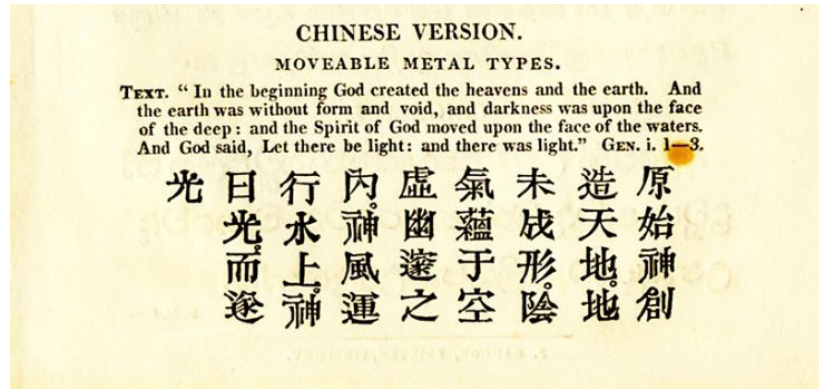 CHINESE VERSION.
MOVEABLE METAL TYPES.
TEXT. “ In the beginning God created the heavens and the earth. And
the earth was without form and void, and darkness was upon the face
of the deep: and the Spirit of God moved upon the face of the waters.
And God said, Let there be light: and there was light.” GEN. i. 1—3.
原始神創
造天地。地
未成形。陰
氣蘊于空
虛幽邃之
內。神風運
行水上。神
曰光。而遂
光